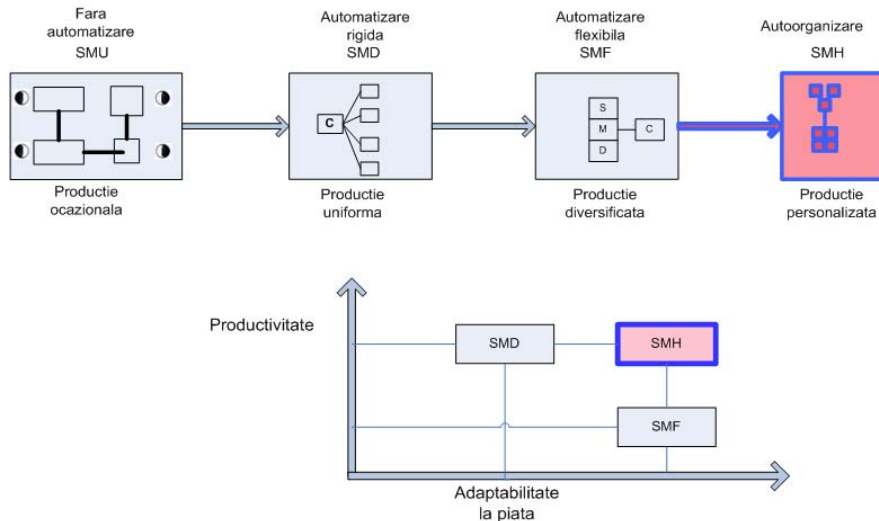 Fara
automatizare
SMU
Automatizare
rigida
SMD
Automatizare
flexibila
SMF
Autoorganizare
SMH
C
S
M
D
C
Productie
ocazionala
Productie
uniforma
Productie
diversificata
Productie
personalizata
Productivitate
SMD
SMH
SMF
Adaptabilitate
la piata